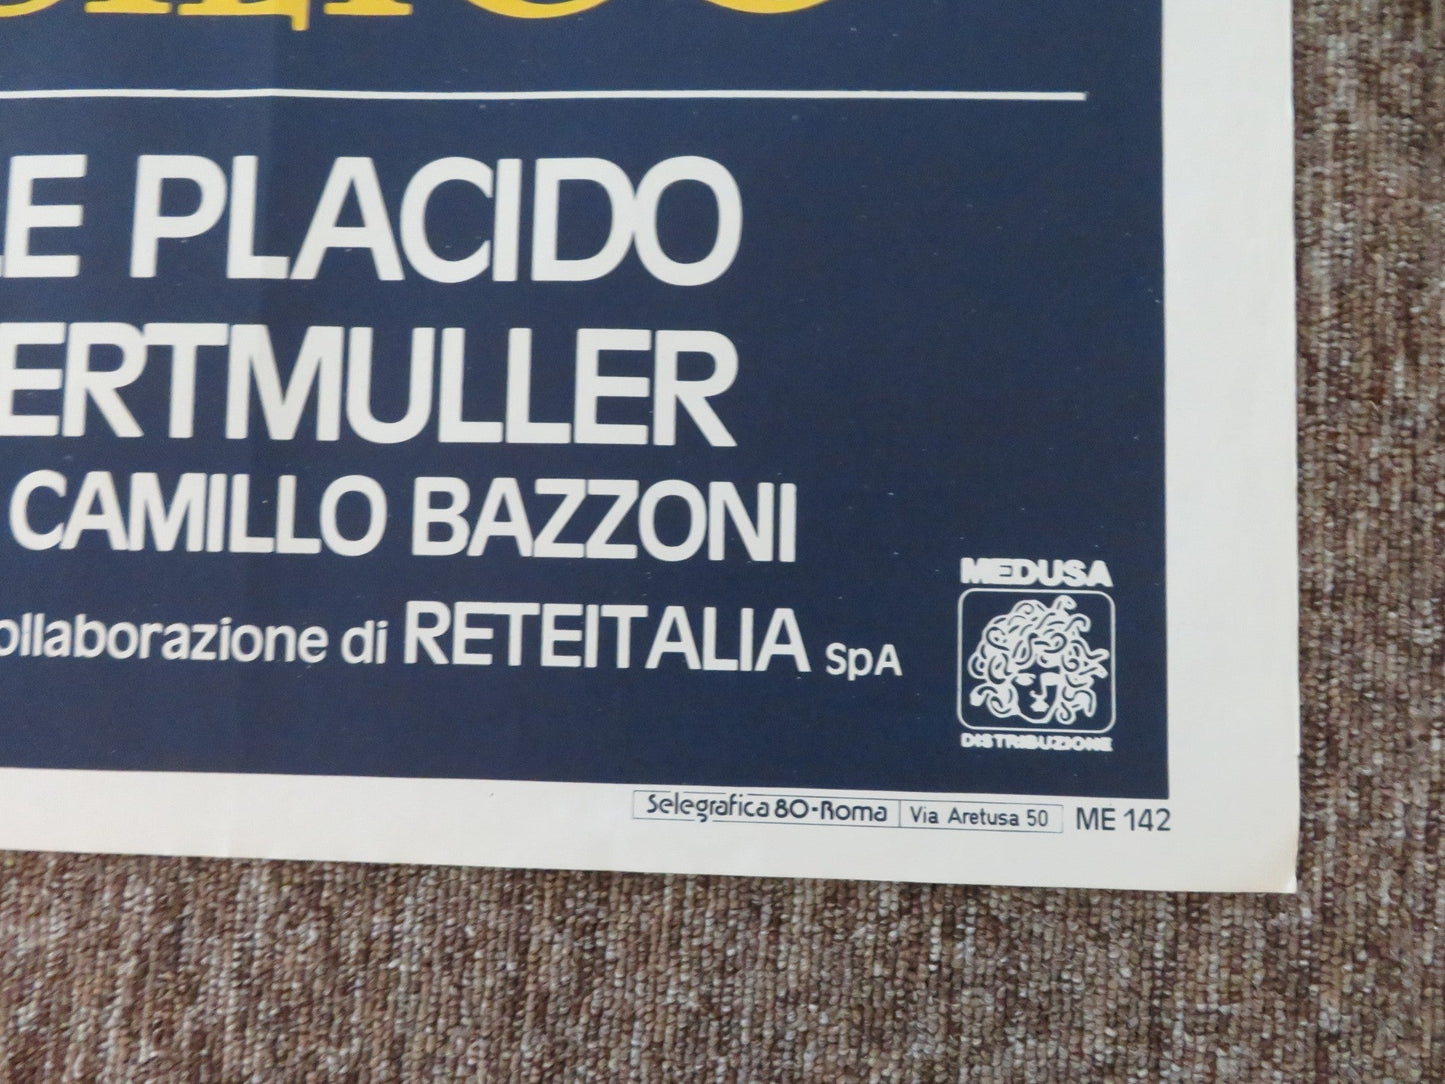 LE PLACIDO
ERTMULLER
CAMILLO BAZZONI
ollaborazione di RETEITALIA SpA
MEDUSA
DISTRIBUZIONE
Selegrafica 80-Roma Via Aretusa 50 ME 142